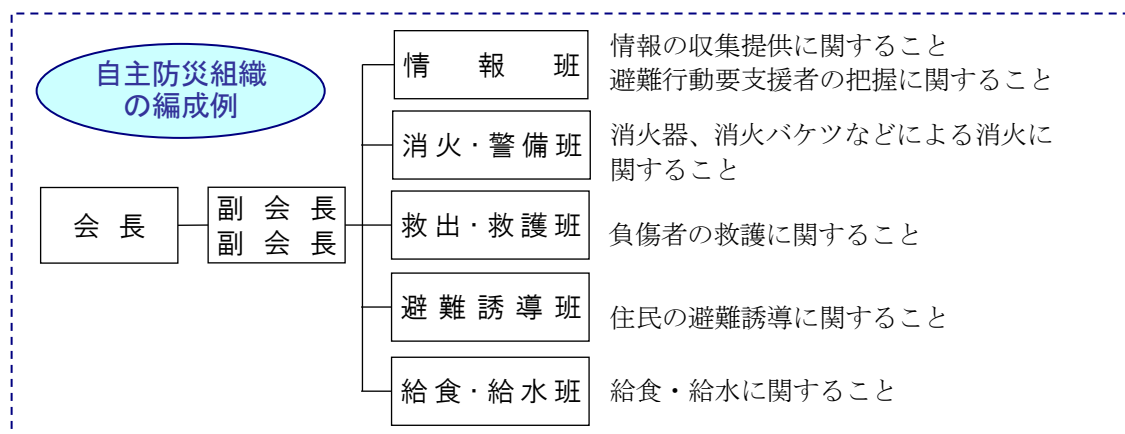 自主防災組織
の編成例
会長
副会長
副会長
情報班
情報の収集提供に関すること
避難行動要支援者の把握に関すること
消火・警備班
消火器、消火バケツなどによる消火に
関すること
救出・救護班
負傷者の救護に関すること
避難誘導班
住民の避難誘導に関すること
給食・給水班
給食・給水に関すること